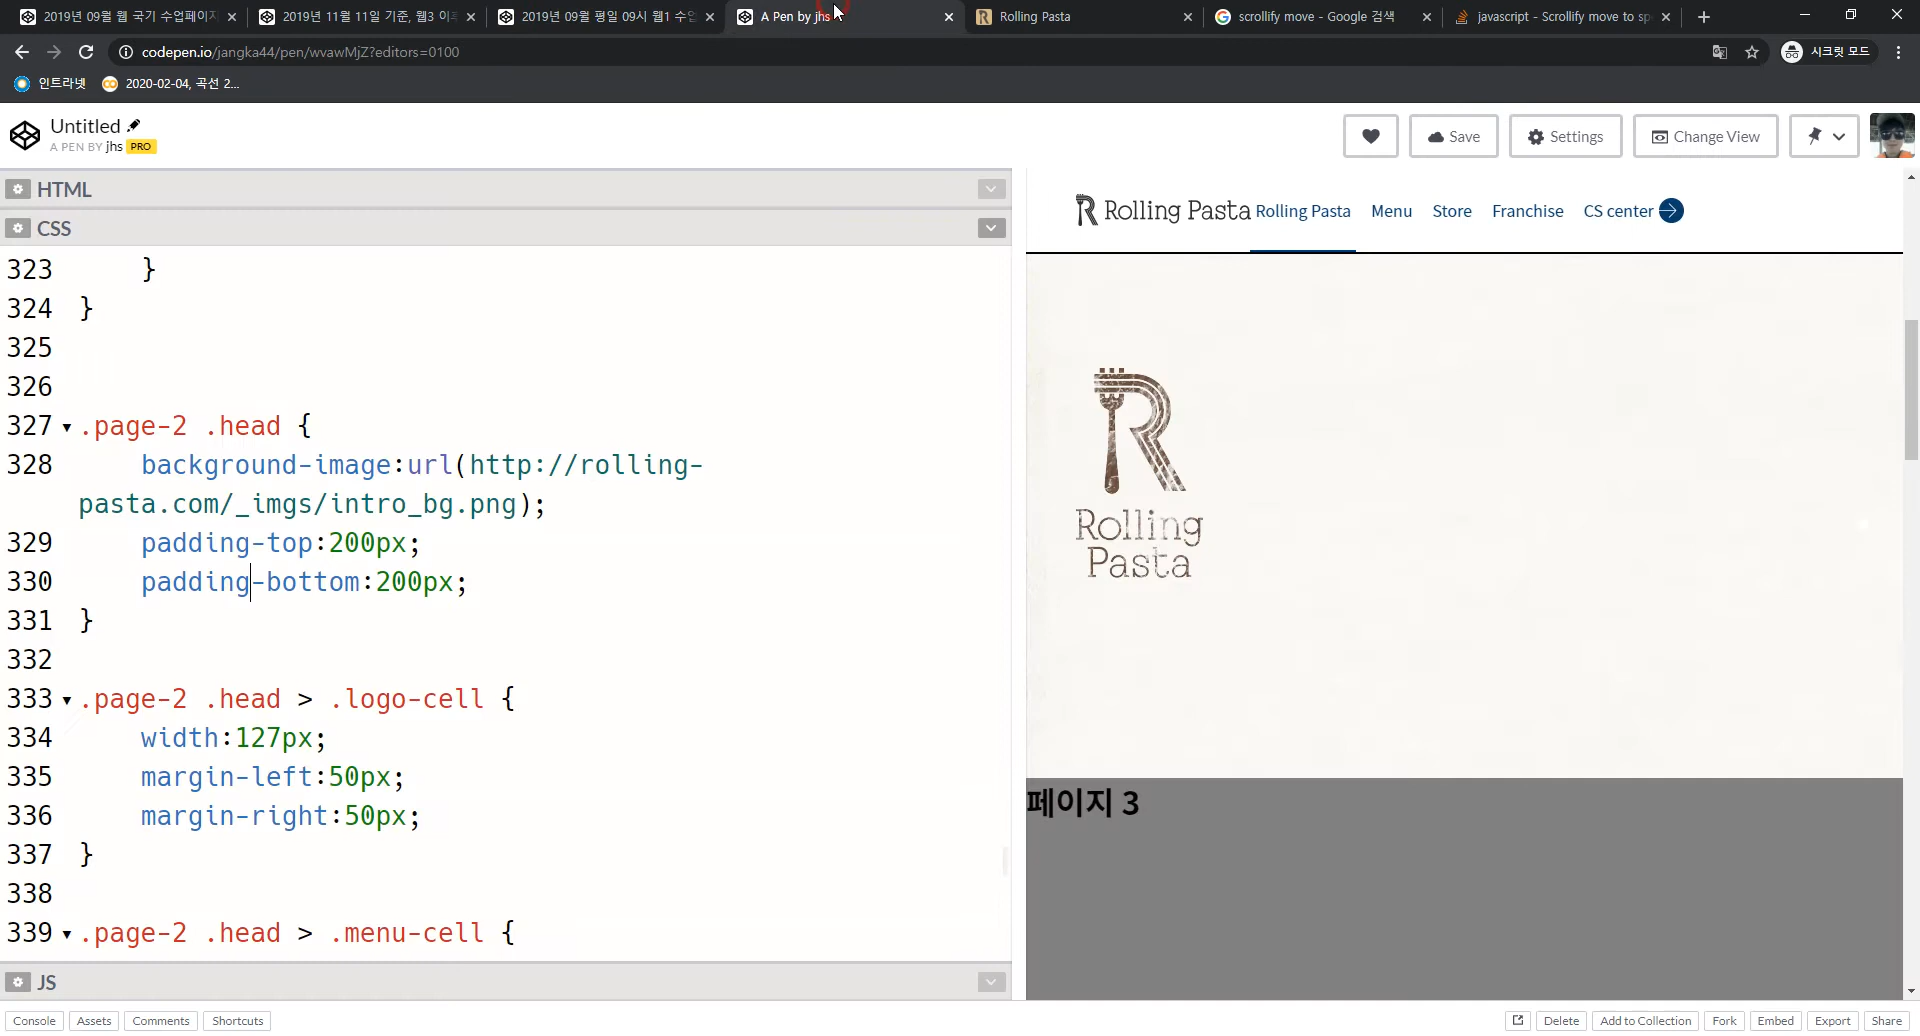 2019년 09월 웹 국기 수업페이지
2019년 11월 11일 기준, 웹3 이
2019년 09월 평일 09시 웹1 수업
A Pen by jhs
Rolling Pasta
scrollify move - Google 검색
javascript - Scrollify move to sp
codepen.io/jangka44/pen/wvawMjZ?editors=0100
시크릿 모드
인트라넷
2020-02-04, 곡선 2...
Untitled
A PEN BY jhs PRO
Save
Settings
Change View
HTML
CSS
323 }
324 }
325
326
327 .page-2 .head {
328 background-image:url(http://rolling-
pasta.com/_imgs/intro_bg.png);
329 padding-top:200px;
330 padding-bottom:200px;
331 }
332
333 .page-2 .head > .logo-cell {
334 width:127px;
335 margin-left:50px;
336 margin-right:50px;
337 }
338
339 .page-2 .head > .menu-cell {
JS
Rolling Pasta Rolling Pasta Menu Store Franchise CS center
Rolling
Pasta
페이지 3
Console Assets Comments Shortcuts
Delete Add to Collection Fork Embed Export Share